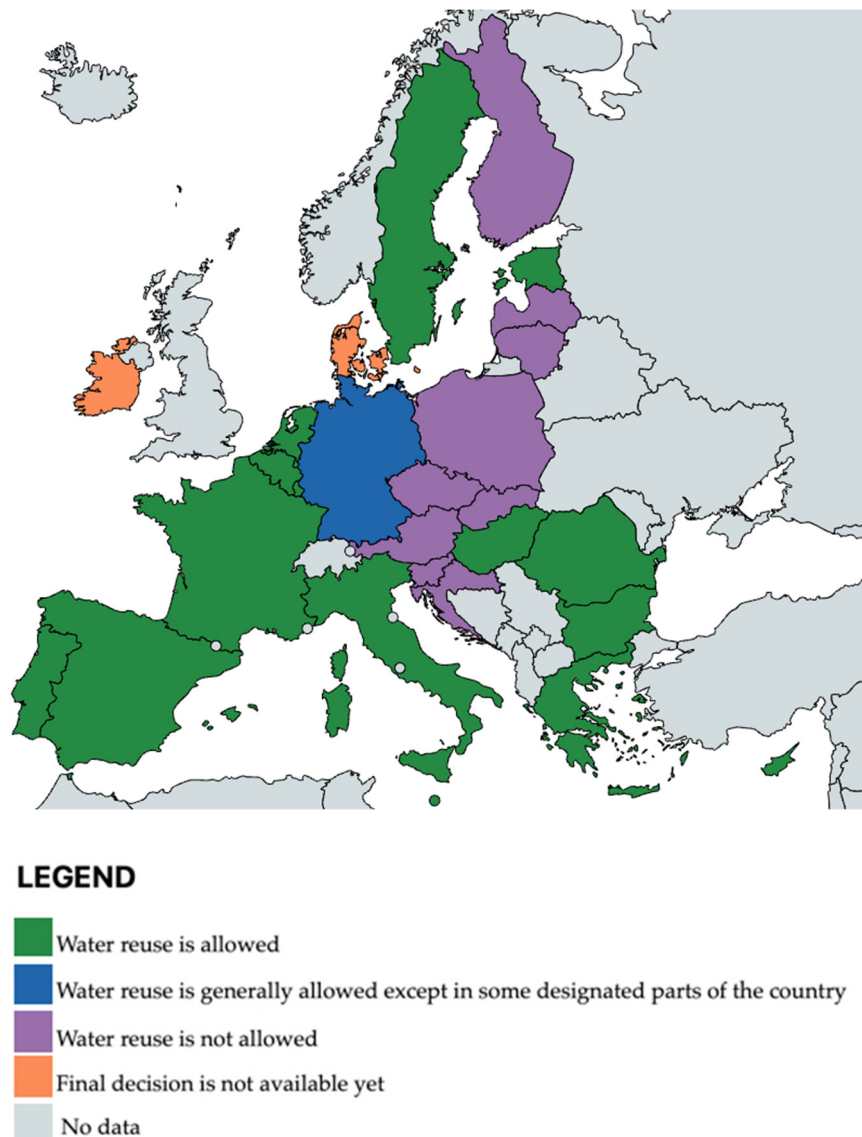 LEGEND
Water reuse is allowed
Water reuse is generally allowed except in some designated parts of the country
Water reuse is not allowed
Final decision is not available yet
No data